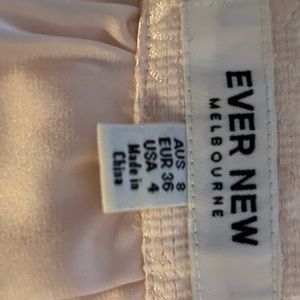 EVER NEW
MELBOURNE
AUS 8
EUR 36
USA 4
Made in
China